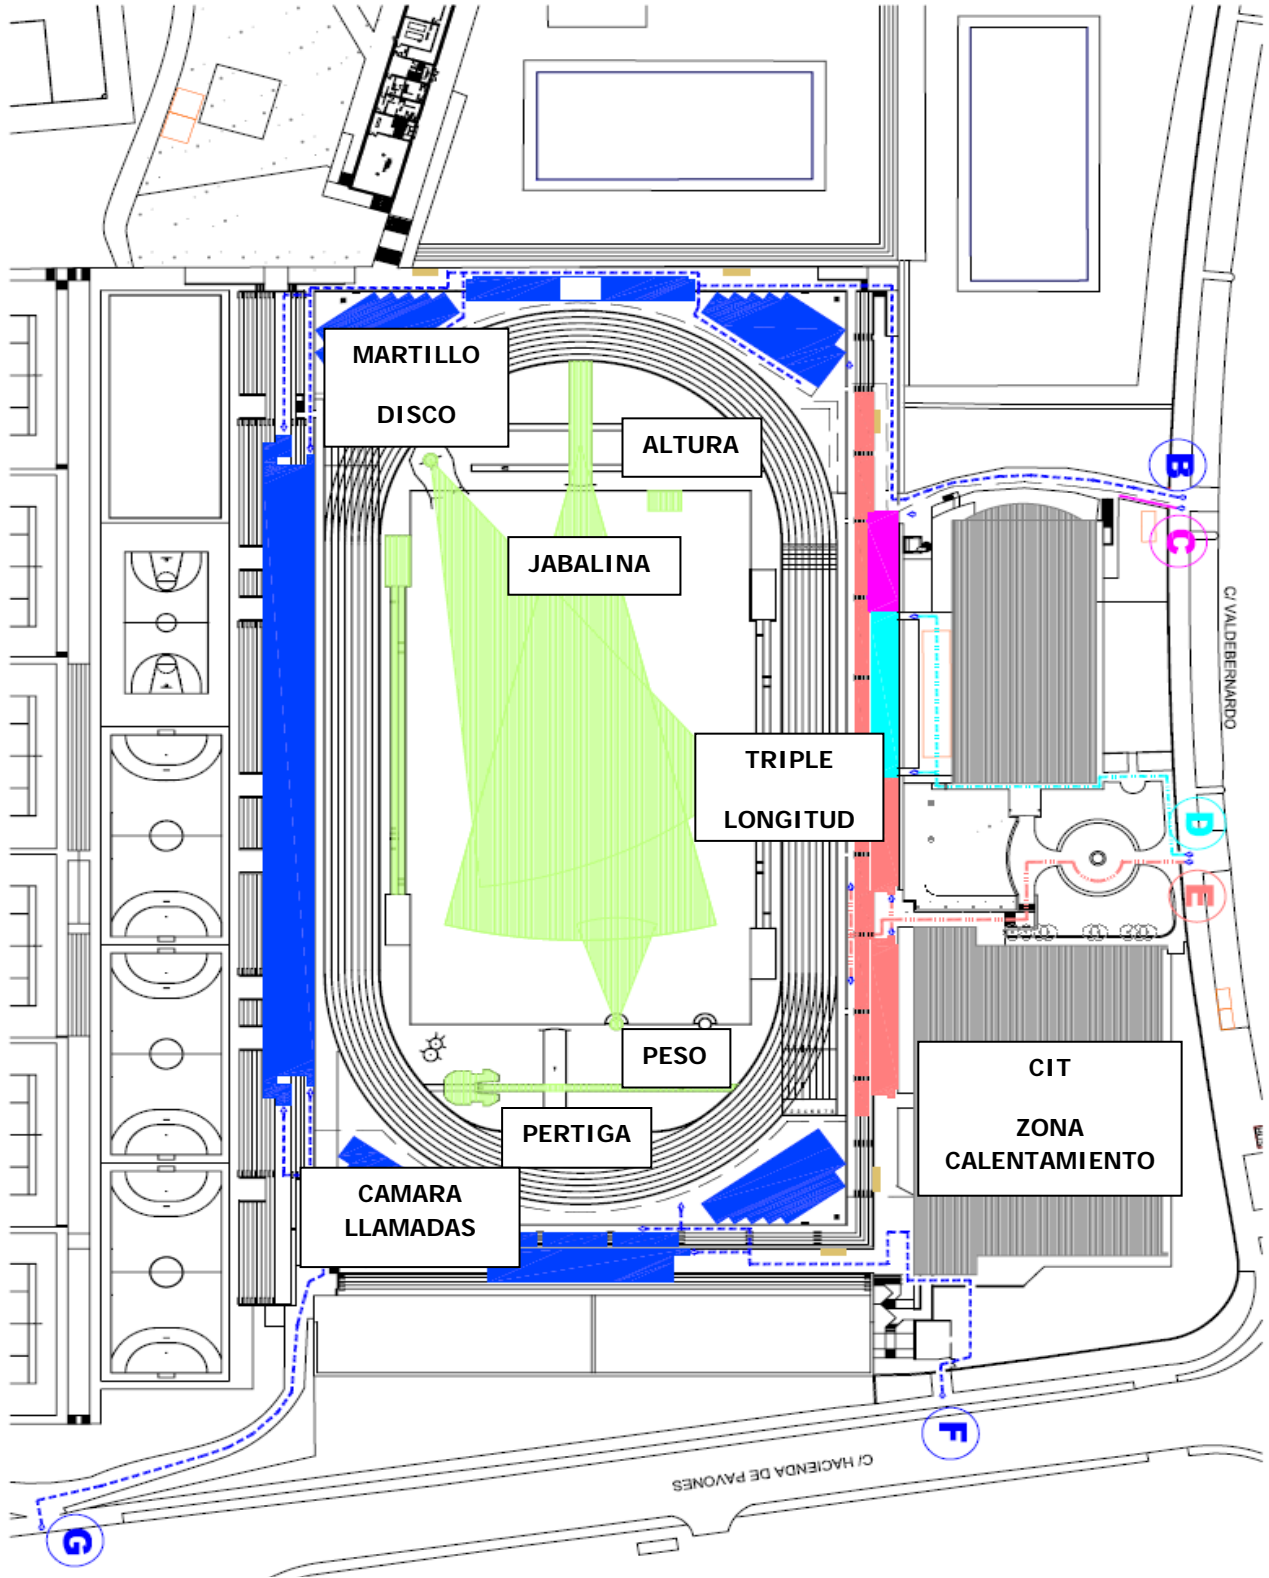 MARTILLO
DISCO
ALTURA
B
C
JABALINA
C/ VALDEBERNARDO
TRIPLE
LONGITUD
D
E
PESO
CIT
ZONA
CALENTAMIENTO
PERTIGA
CAMARA
LLAMADAS
F
C/ HACIENDA DE PAVONES
G